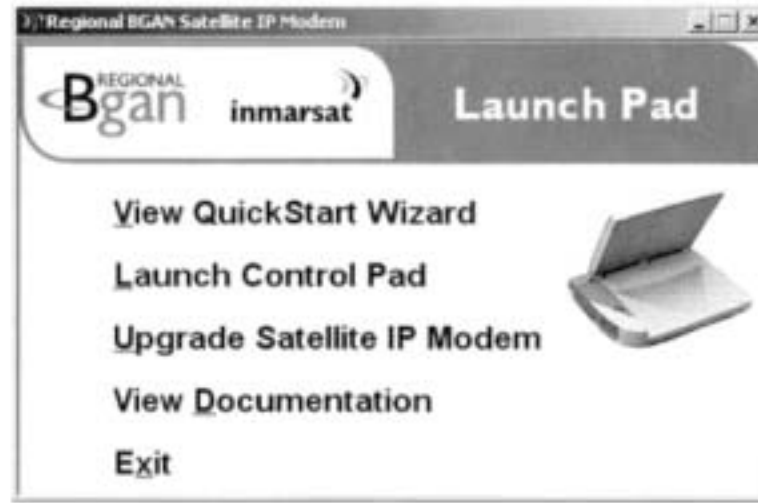 Regional BGAN Satellite IP Modem
REGIONAL
Bgan
inmarsat
Launch Pad
View QuickStart Wizard
Launch Control Pad
Upgrade Satellite IP Modem
View Documentation
Exit